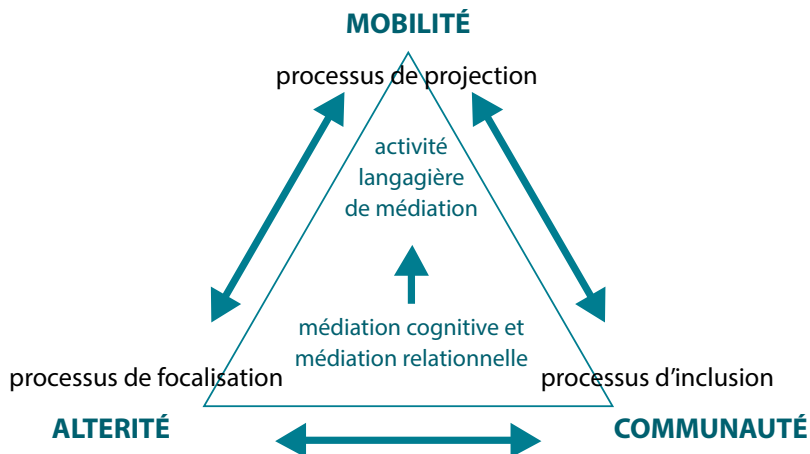 MOBILITÉ
processus de projection
activité
langagière
de médiation
médiation cognitive et
médiation relationnelle
processus de focalisation
processus d’inclusion
ALTERITÉ
COMMUNAUTÉ